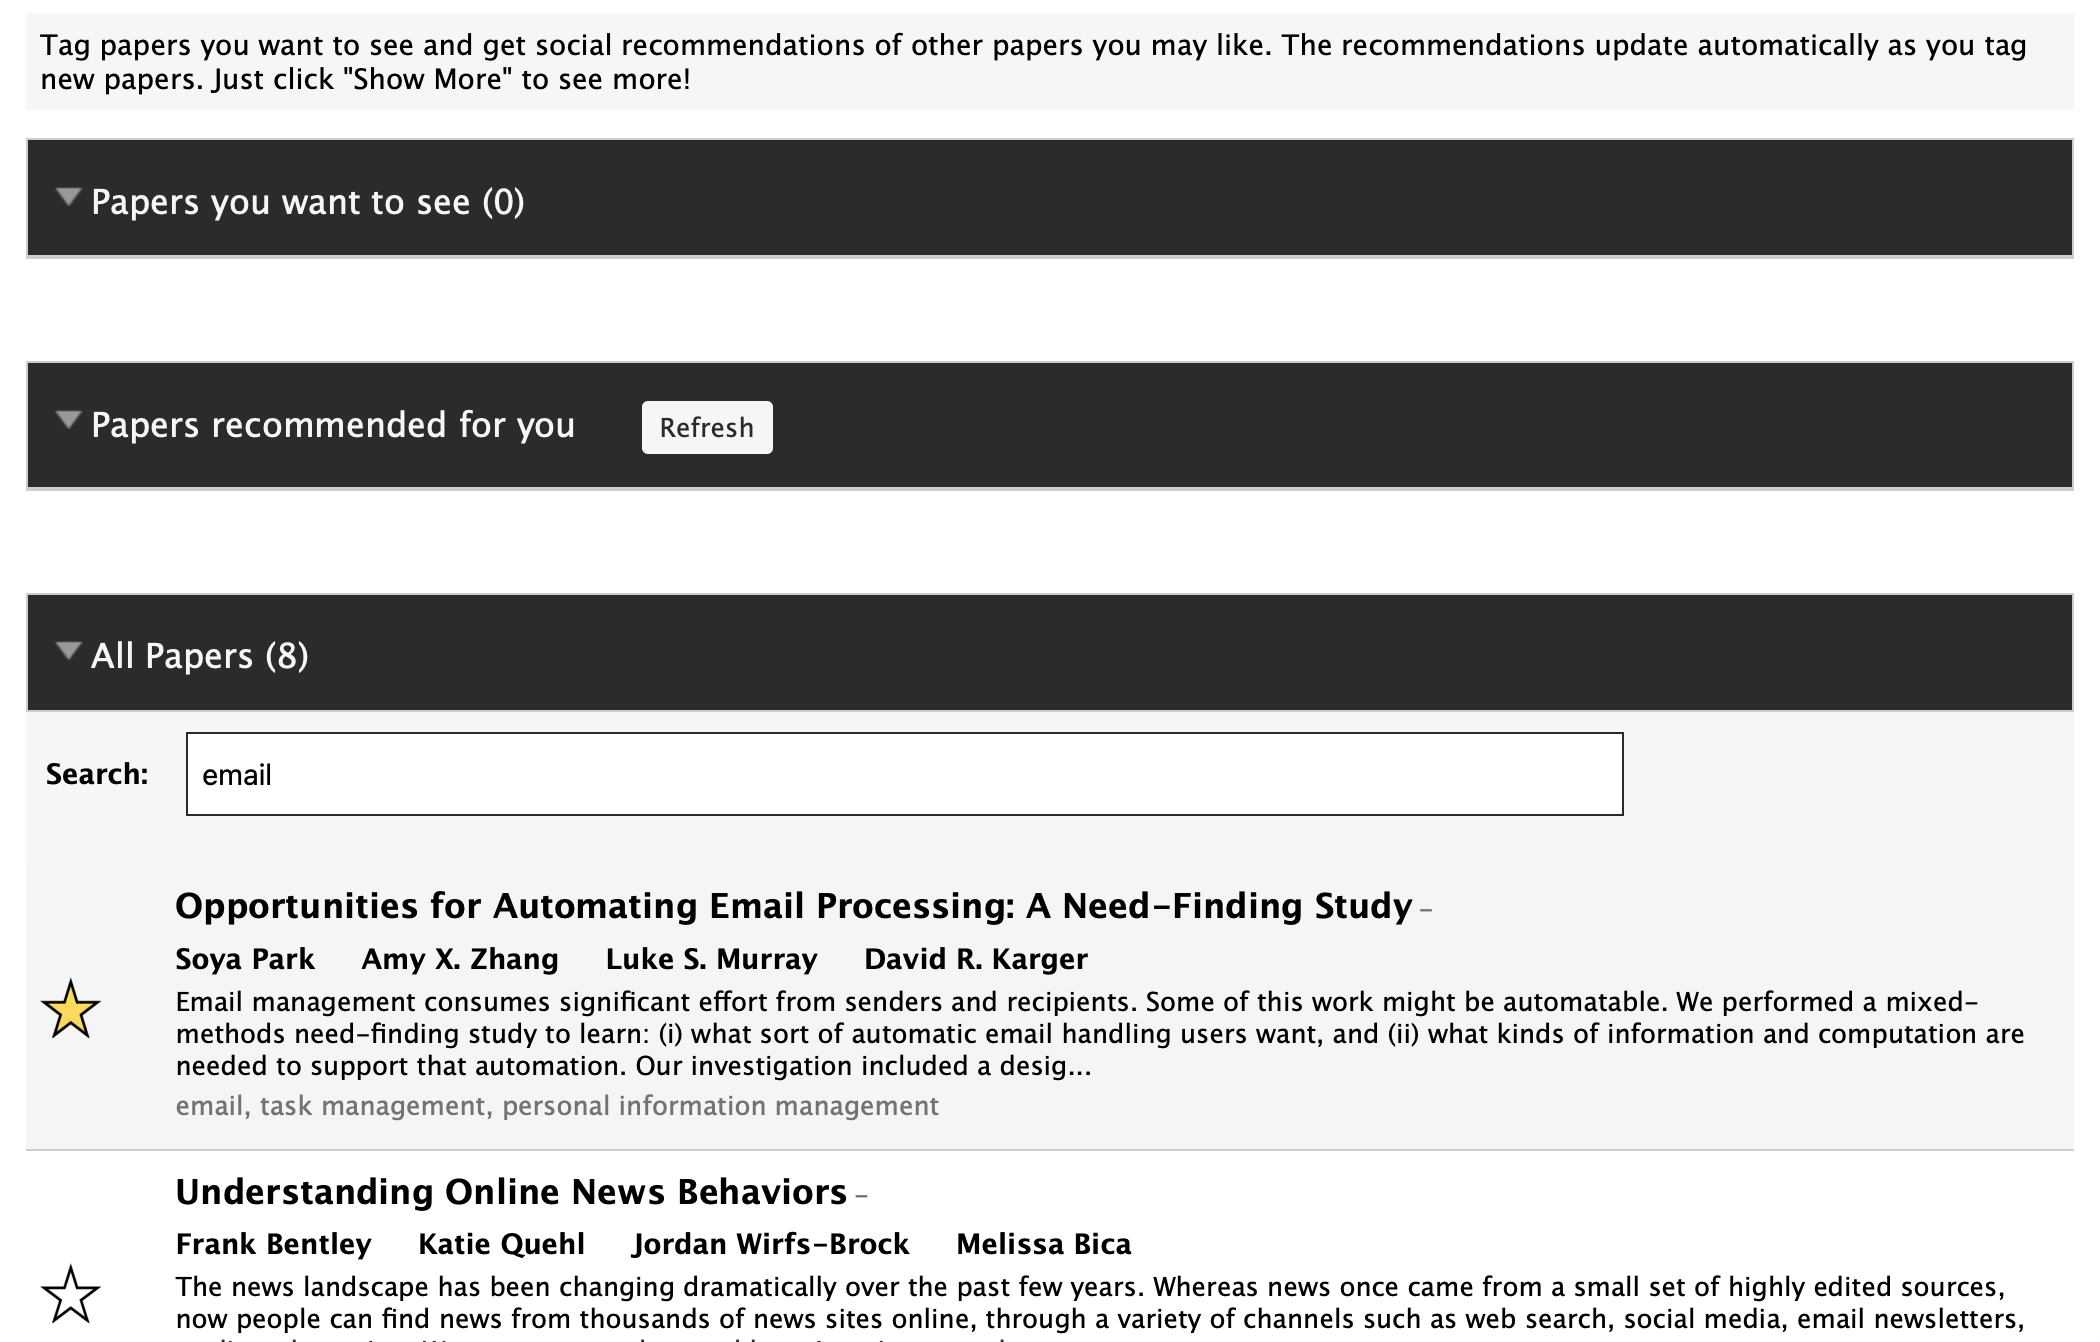 Tag papers you want to see and get social recommendations of other papers you may like. The recommendations update automatically as you tag
new papers. Just click "Show More" to see more!
Papers you want to see (0)
Papers recommended for you Refresh
All Papers (8)
Search: email
Opportunities for Automating Email Processing: A Need-Finding Study -
Soya Park Amy X. Zhang Luke S. Murray David R. Karger
Email management consumes significant effort from senders and recipients. Some of this work might be automatable. We performed a mixed-
methods need-finding study to learn: (i) what sort of automatic email handling users want, and (ii) what kinds of information and computation are
needed to support that automation. Our investigation included a desig...
email, task management, personal information management
Understanding Online News Behaviors -
Frank Bentley Katie Quehl Jordan Wirfs-Brock Melissa Bica
The news landscape has been changing dramatically over the past few years. Whereas news once came from a small set of highly edited sources,
now people can find news from thousands of news sites online, through a variety of channels such as web search, social media, email newsletters,